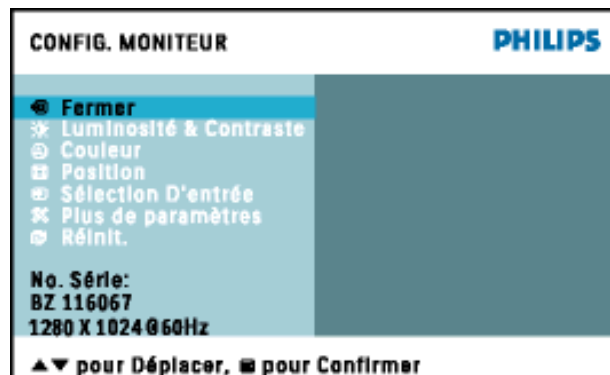 CONFIG. MONITEUR
PHILIPS
Fermer
Luminosité & Contraste
Couleur
Position
Sélection D'entrée
Plus de paramètres
Réinit.
No. Série:
BZ 116067
1280 X 1024@60Hz
▲▼ pour Déplacer, pour Confirmer